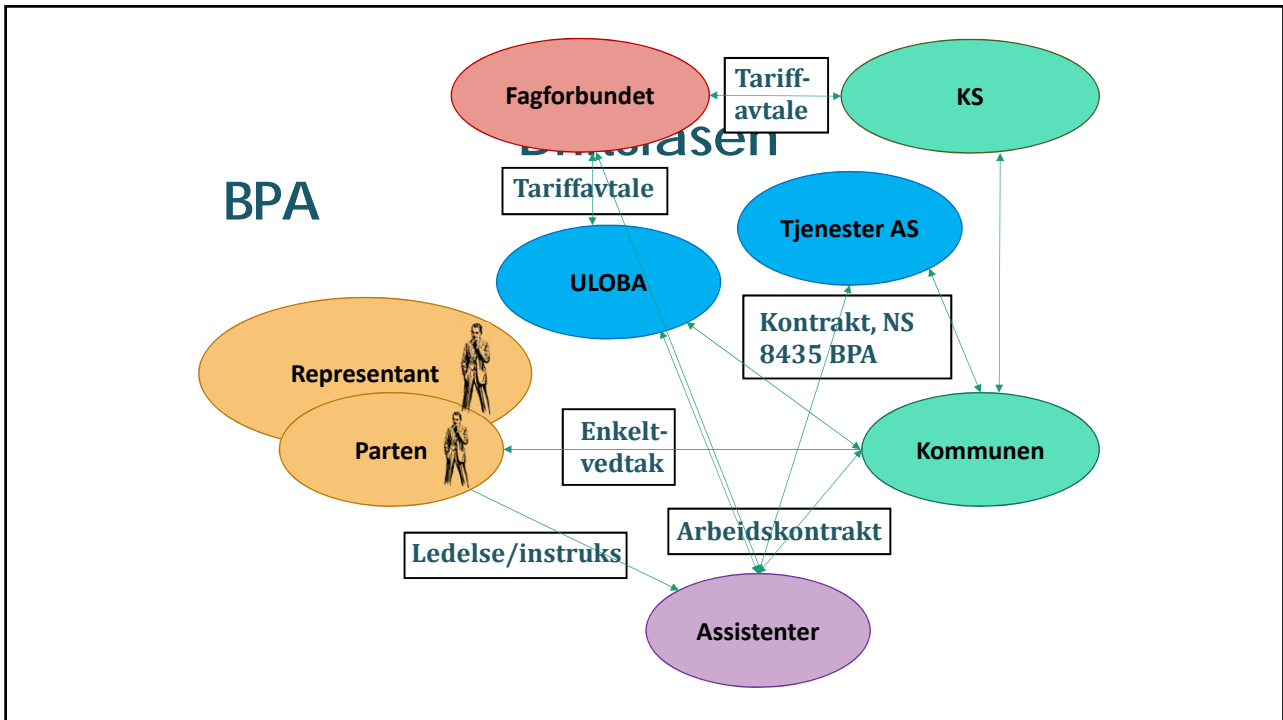 Fagforbundet
Tariff-
avtale
KS
BPA
Tariffavtale
Tjenester AS
ULOBA
Kontrakt, NS
8435 BPA
Representant
Parten
Enkelt-
vedtak
Kommunen
Arbeidskontrakt
Ledelse/instruks
Assistenter